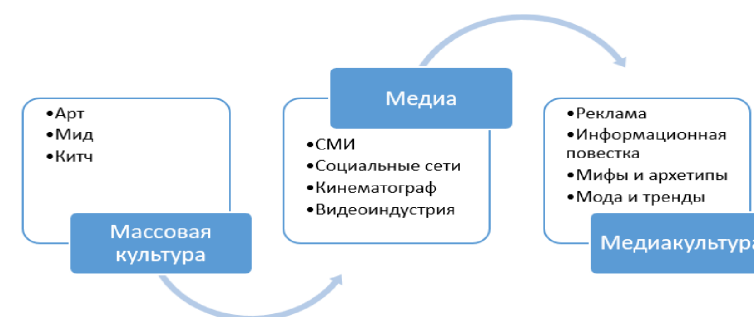 •Арт
•Мид
•Китч
Массовая
культура
Медиа
•СМИ
•Социальные сети
•Кинематограф
•Видеоиндустрия
•Реклама
•Информационная
повестка
•Мифы и архетипы
•Мода и тренды
Медиакультура